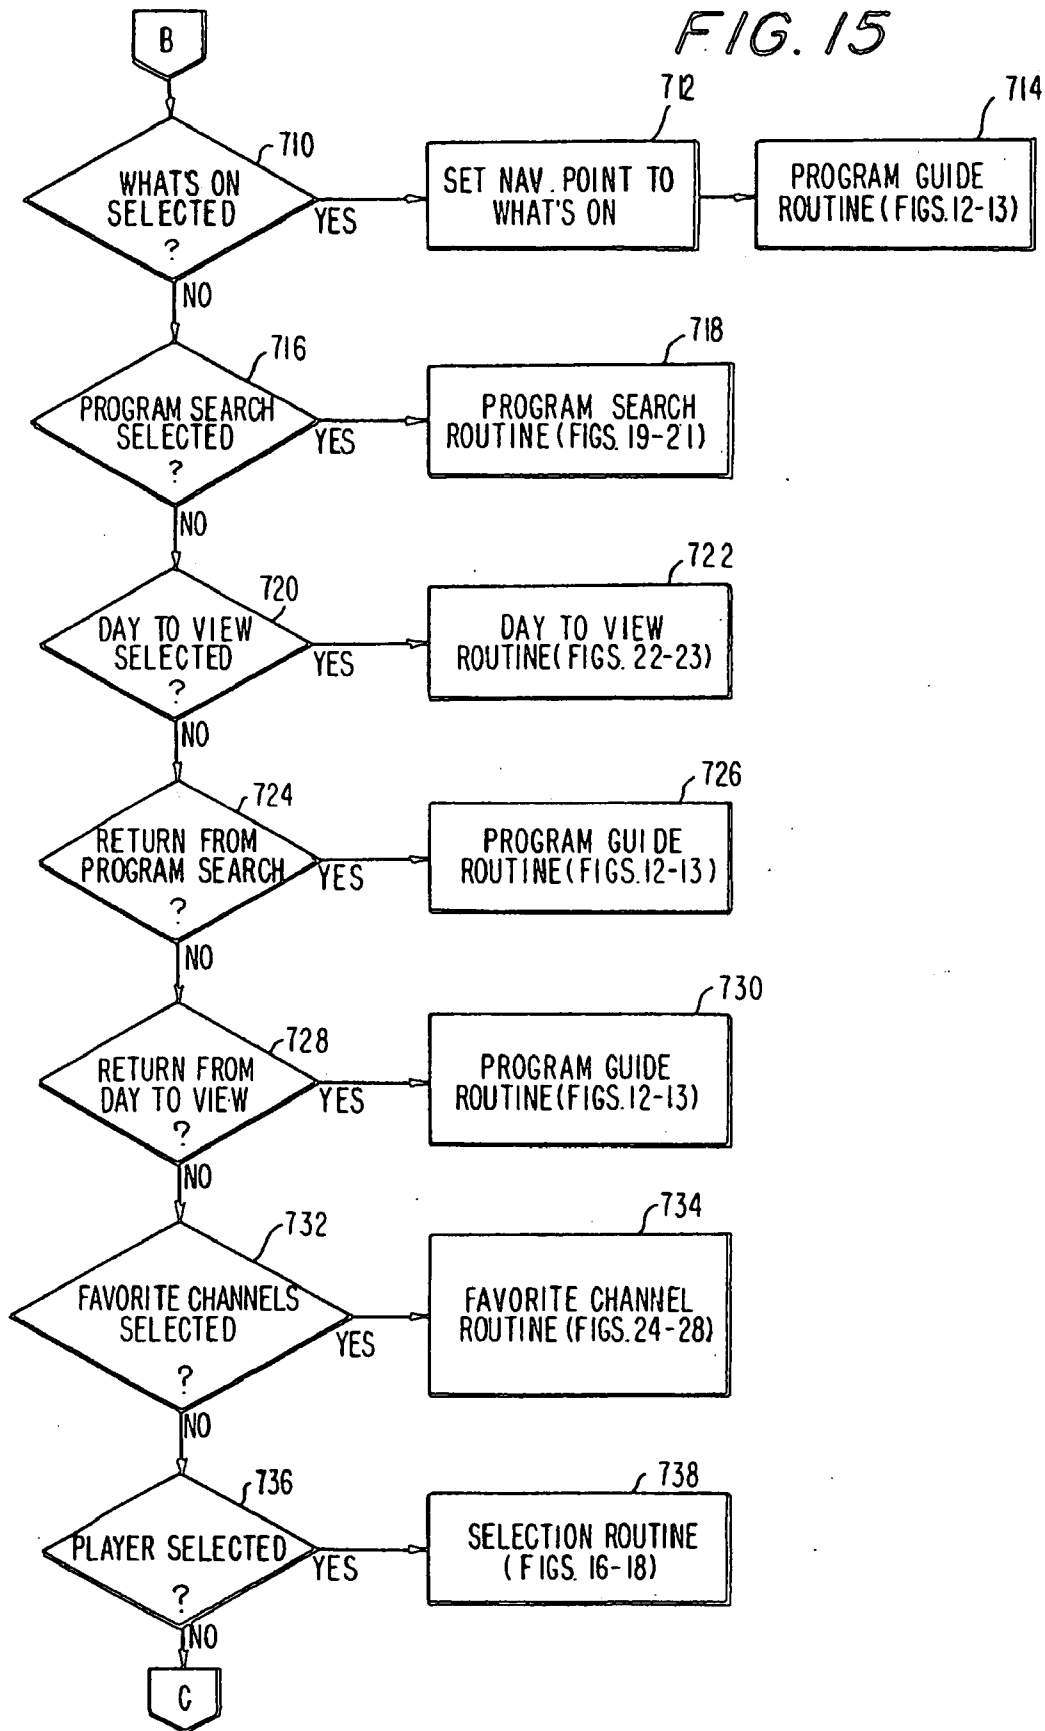 FIG. 15
B
710
WHAT'S ON
SELECTED
?
YES
NO
712
SET NAV. POINT TO
WHAT'S ON
714
PROGRAM GUIDE
ROUTINE (FIGS. 12-13)
716
PROGRAM SEARCH
SELECTED
?
YES
NO
718
PROGRAM SEARCH
ROUTINE (FIGS. 19-21)
720
DAY TO VIEW
SELECTED
?
YES
NO
722
DAY TO VIEW
ROUTINE (FIGS. 22-23)
724
RETURN FROM
PROGRAM SEARCH
?
YES
NO
726
PROGRAM GUIDE
ROUTINE (FIGS. 12-13)
728
RETURN FROM
DAY TO VIEW
?
YES
NO
730
PROGRAM GUIDE
ROUTINE (FIGS. 12-13)
732
FAVORITE CHANNELS
SELECTED
?
YES
NO
734
FAVORITE CHANNEL
ROUTINE (FIGS. 24-28)
736
PLAYER SELECTED
?
YES
NO
738
SELECTION ROUTINE
(FIGS. 16-18)
C